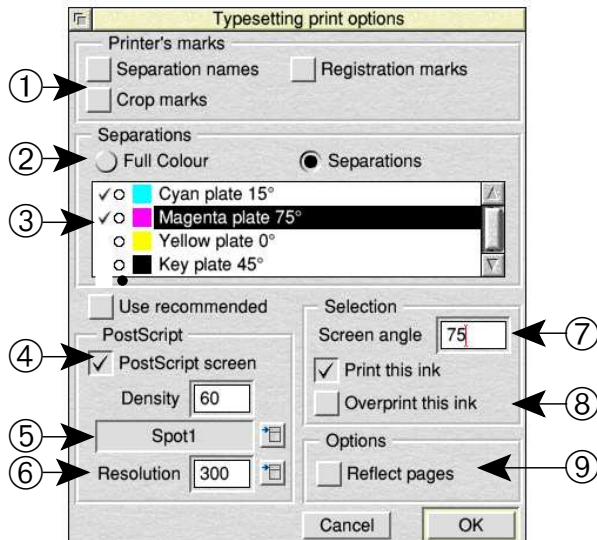 Typesetting print options
Printer's marks
Separation names Registration marks
① Crop marks
Separations
② Full Colour Separations
Cyan plate 15°
③ Magenta plate 75°
Yellow plate 0°
Key plate 45°
Use recommended Selection
PostScript Screen angle 75 ⑦
④ PostScript screen Print this ink
Density 60 Overprint this ink ⑧
⑤ Spot1 Options
⑥ Resolution 300 Reflect pages ⑨
Cancel OK